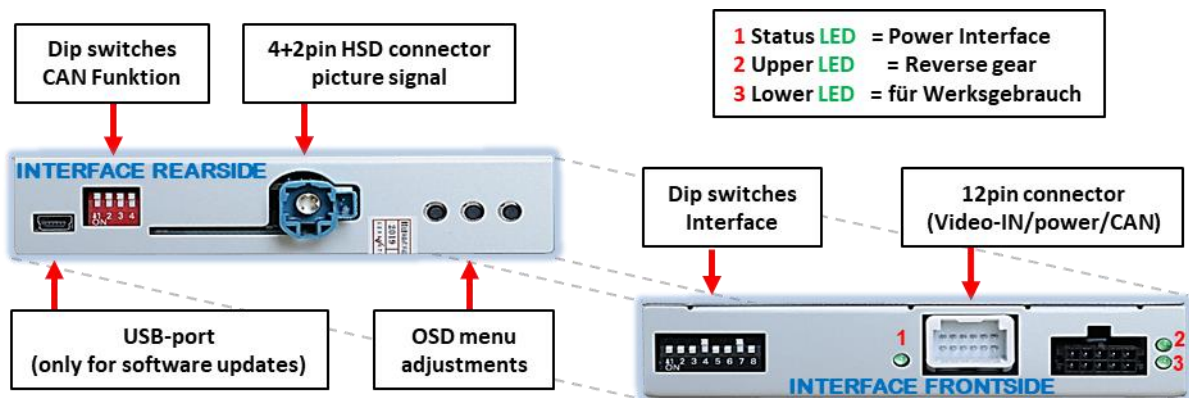 Dip switches
CAN Funktion
4+2pin HSD connector
picture signal
1 Status LED = Power Interface
2 Upper LED = Reverse gear
3 Lower LED = für Werksgebrauch
INTERFACE REARSIDE
1 2 3 4
ON
2019
Dip switches
Interface
12pin connector
(Video-IN/power/CAN)
USB-port
(only for software updates)
OSD menu
adjustments
1 2 3 4 5 6 7 8
ON
1
2
3
INTERFACE FRONTSIDE